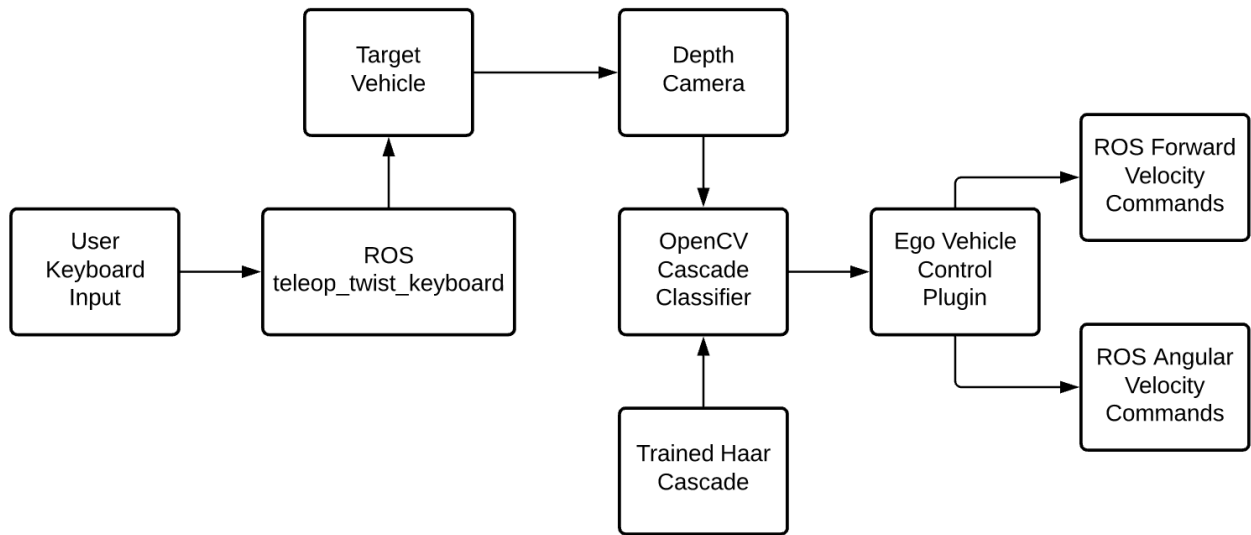 Target
Vehicle
Depth
Camera
ROS Forward
Velocity
Commands
User
Keyboard
Input
ROS
teleop_twist_keyboard
OpenCV
Cascade
Classifier
Ego Vehicle
Control
Plugin
ROS Angular
Velocity
Commands
Trained Haar
Cascade